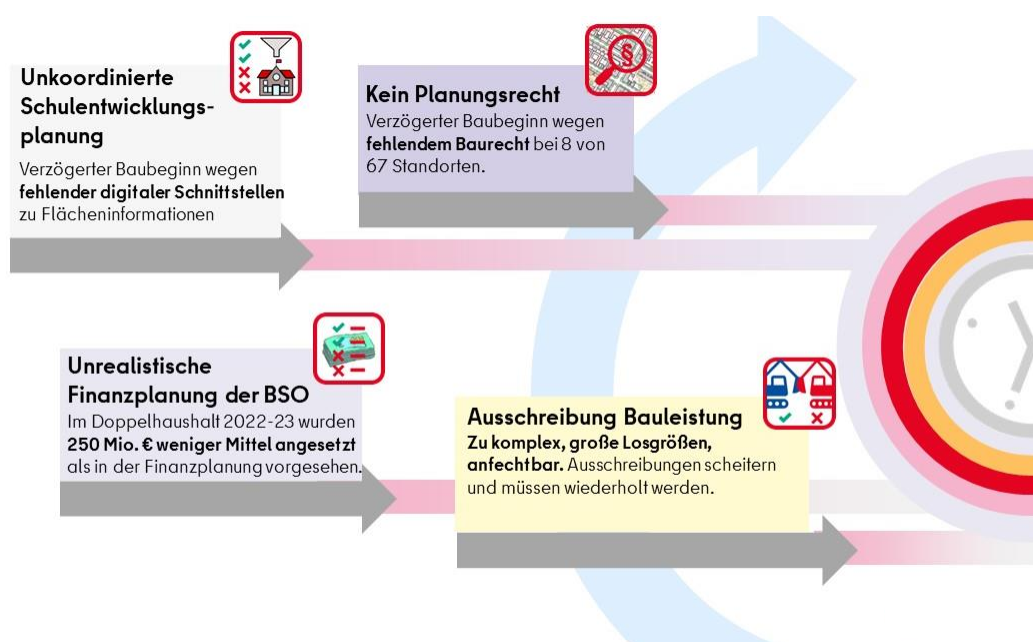 Unkoordinierte
Schulentwicklungs-
planung
Verzögerter Baubeginn wegen
fehlender digitaler Schnittstellen
zu Flächeninformationen
Kein Planungsrecht
Verzögerter Baubeginn wegen
fehlendem Baurecht bei 8 von
67 Standorten.
§
Unrealistische
Finanzplanung der BSO
Im Doppelhaushalt 2022-23 wurden
250 Mio. € weniger Mittel angesetzt
als in der Finanzplanung vorgesehen.
Ausschreibung Bauleistung
Zu komplex, große Losgrößen,
anfechtbar. Ausschreibungen scheitern
und müssen wiederholt werden.